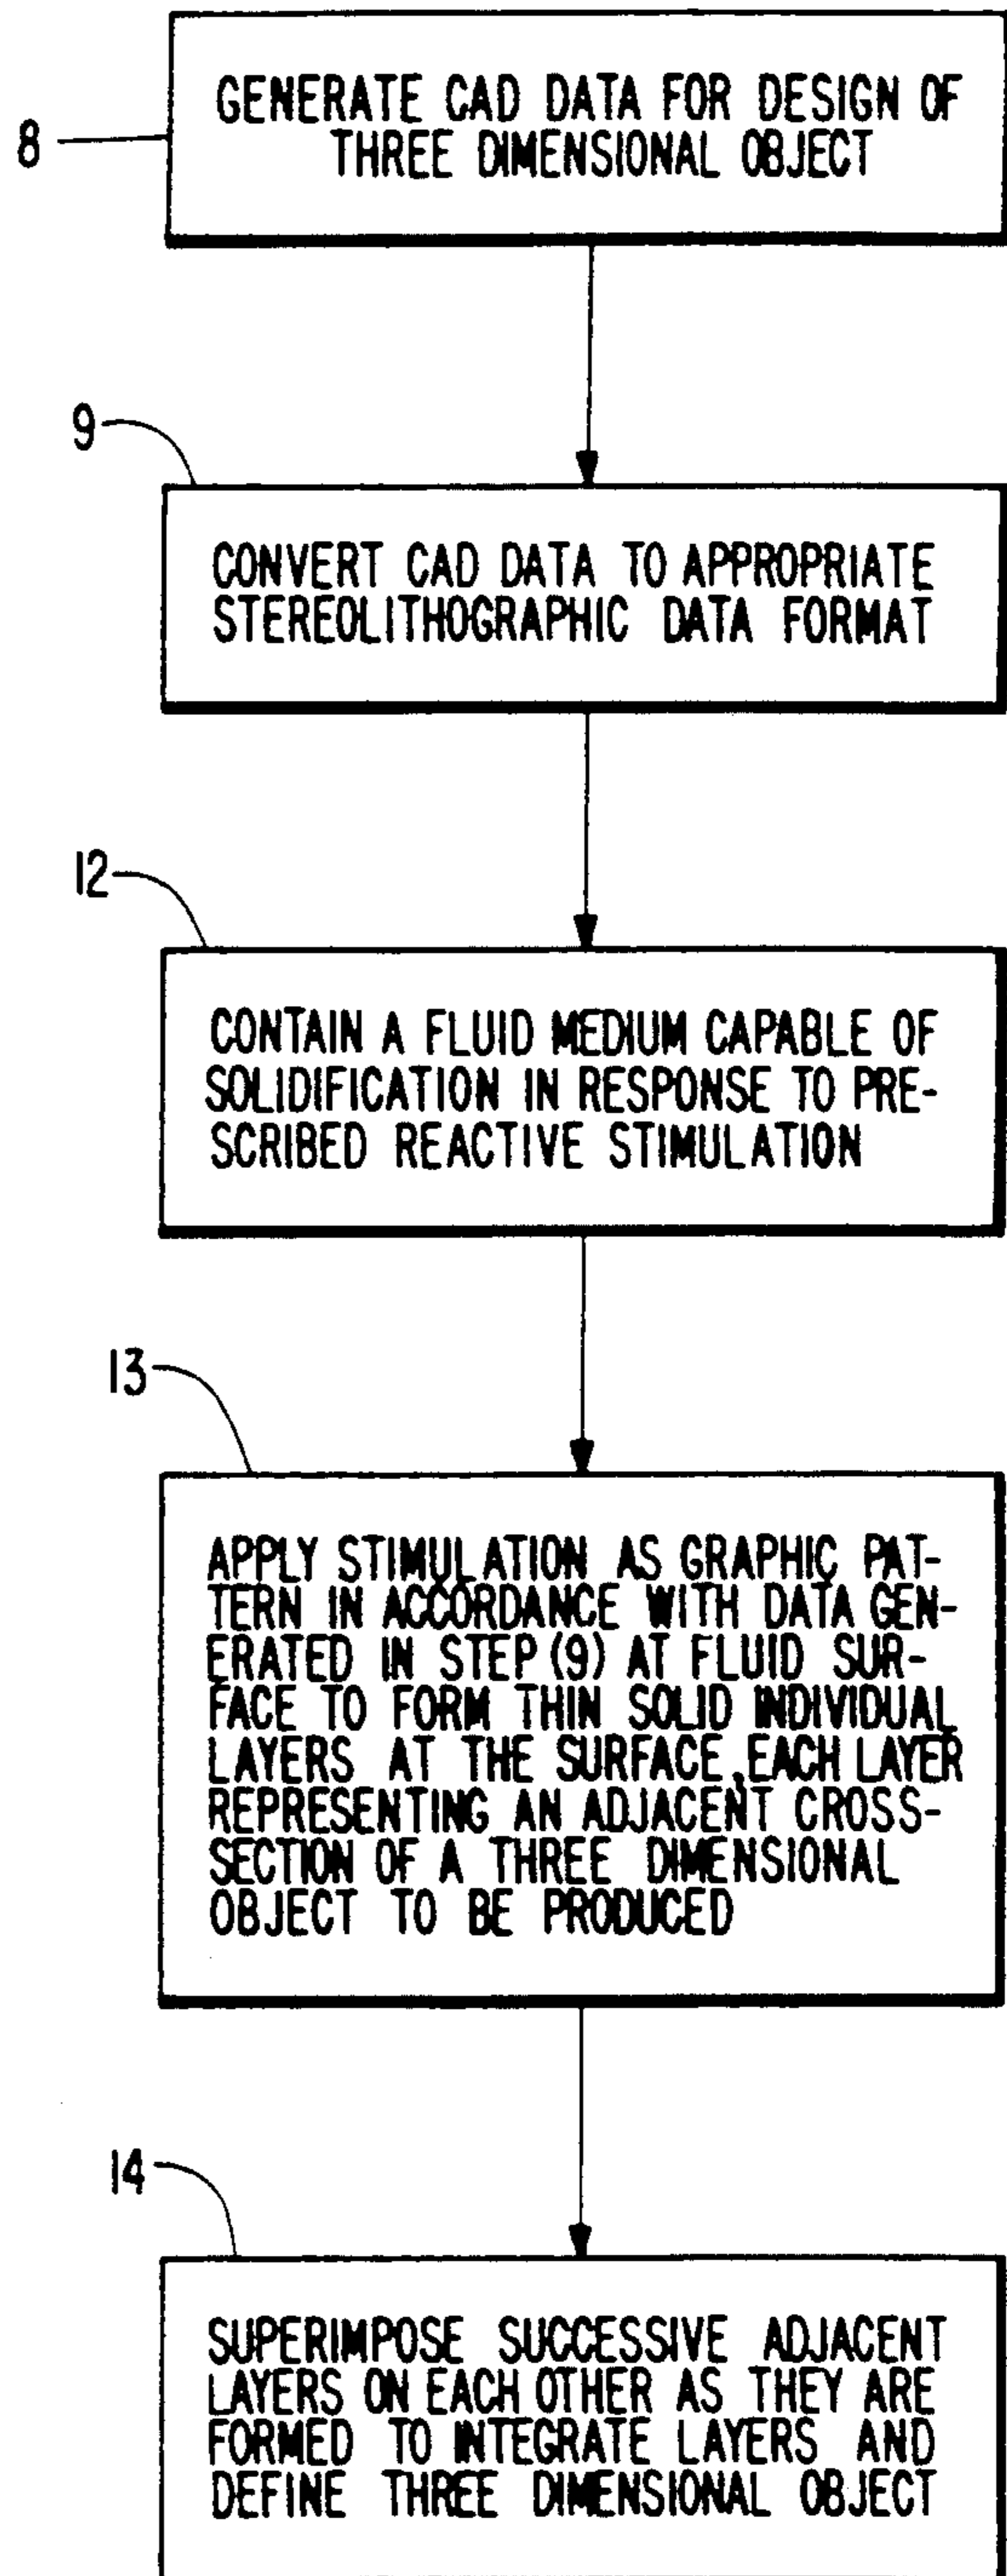 8
GENERATE CAD DATA FOR DESIGN OF
THREE DIMENSIONAL OBJECT
9
CONVERT CAD DATA TO APPROPRIATE
STEREOLITHOGRAPHIC DATA FORMAT
12
CONTAIN A FLUID MEDIUM CAPABLE OF
SOLIDIFICATION IN RESPONSE TO PRE-
SCRIBED REACTIVE STIMULATION
13
APPLY STIMULATION AS GRAPHIC PAT-
TERN IN ACCORDANCE WITH DATA GEN-
ERATED IN STEP (9) AT FLUID SUR-
FACE TO FORM THIN SOLID INDIVIDUAL
LAYERS AT THE SURFACE, EACH LAYER
REPRESENTING AN ADJACENT CROSS-
SECTION OF A THREE DIMENSIONAL
OBJECT TO BE PRODUCED
14
SUPERIMPOSE SUCCESSIVE ADJACENT
LAYERS ON EACH OTHER AS THEY ARE
FORMED TO INTEGRATE LAYERS AND
DEFINE THREE DIMENSIONAL OBJECT